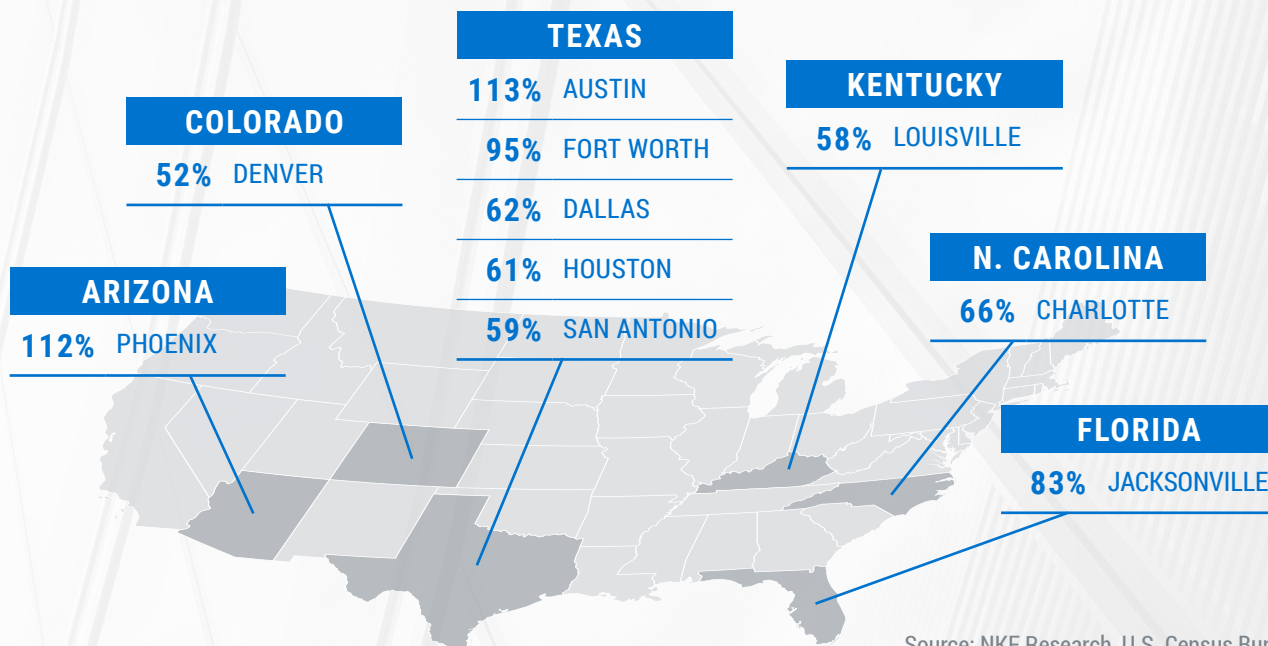 TEXAS
113% AUSTIN
95% FORT WORTH
62% DALLAS
61% HOUSTON
59% SAN ANTONIO
KENTUCKY
58% LOUISVILLE
COLORADO
52% DENVER
N. CAROLINA
66% CHARLOTTE
ARIZONA
112% PHOENIX
FLORIDA
83% JACKSONVILLE
Source: NKF Research, U.S. Census